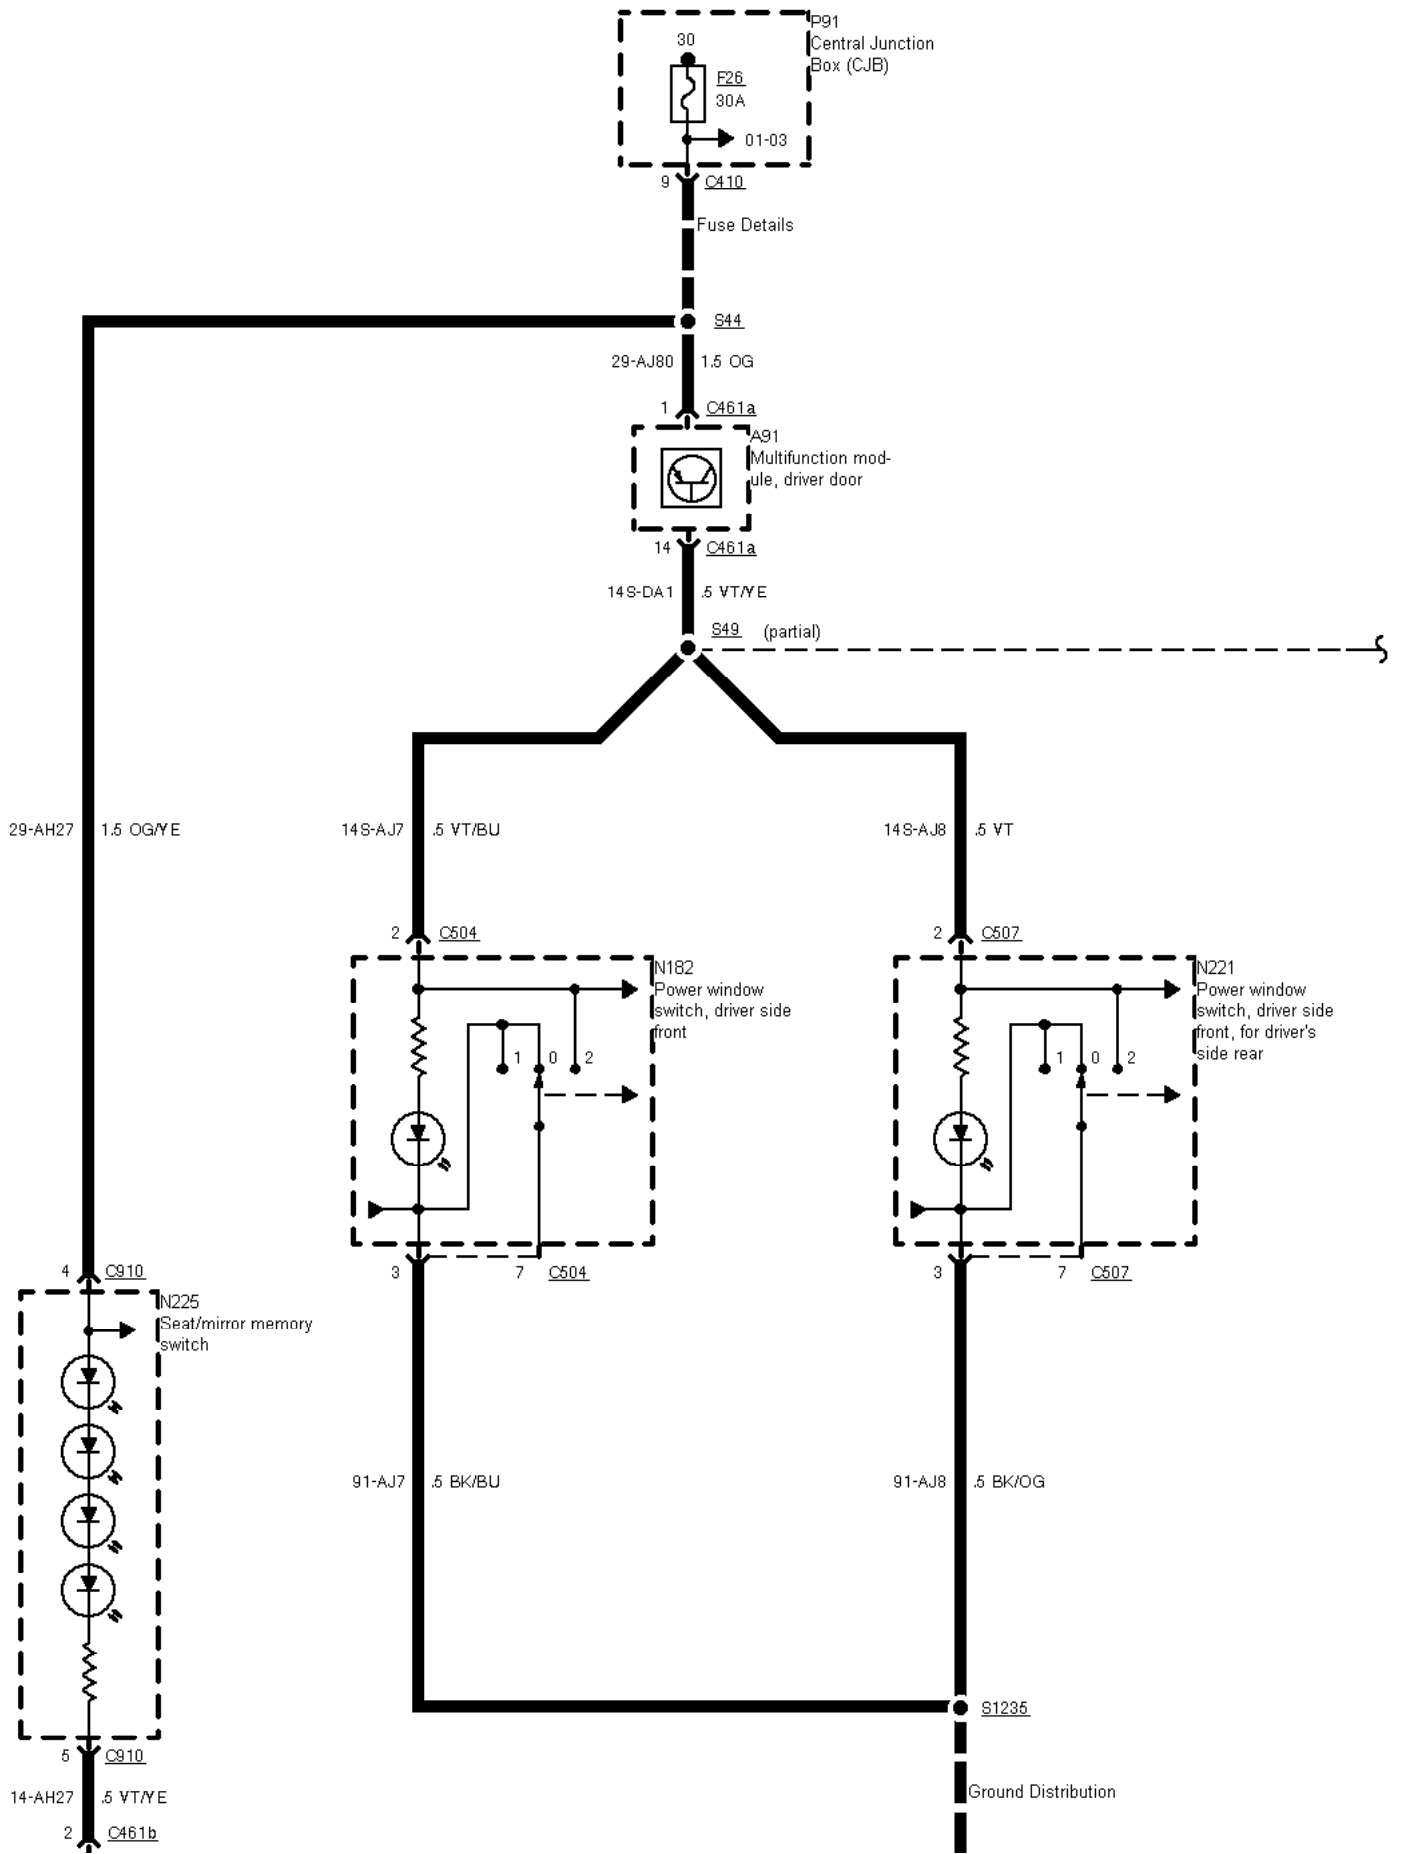 P91
Central Junction
Box (CJB)
30
F26
30A
01-03
9
C410
Fuse Details
S44
29-AJ80
1.5 OG
1
C461a
A91
Multifunction mod-
ule, driver door
14
C461a
14S-DA1
.5 VT/YE
S49 (partial)
29-AH27
1.5 OG/YE
14S-AJ7
.5 VT/BU
14S-AJ8
.5 VT
2
C504
2
C507
N182
Power window
switch, driver side
front
1
0
2
N221
Power window
switch, driver side
front, for driver's
side rear
1
0
2
3
7
C504
3
7
C507
4
C910
N225
Seat/mirror memory
switch
91-AJ7
.5 BK/BU
91-AJ8
.5 BK/OG
S1235
5
C910
14-AH27
.5 VT/YE
Ground Distribution
2
C461b